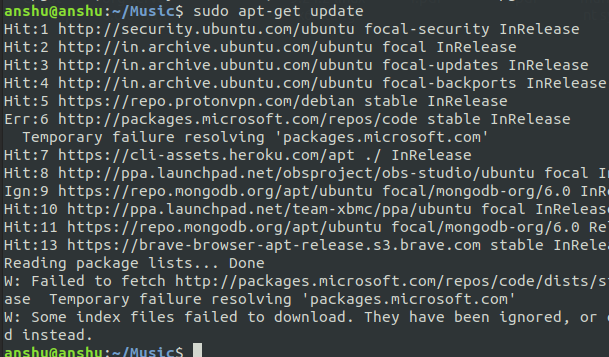 anshu@anshu:~/Music$ sudo apt-get update
Hit:1 http://security.ubuntu.com/ubuntu focal-security InRelease
Hit:2 http://in.archive.ubuntu.com/ubuntu focal InRelease
Hit:3 http://in.archive.ubuntu.com/ubuntu focal-updates InRelease
Hit:4 http://in.archive.ubuntu.com/ubuntu focal-backports InRelease
Hit:5 https://repo.protonvpn.com/debian stable InRelease
Err:6 http://packages.microsoft.com/repos/code stable InRelease
  Temporary failure resolving 'packages.microsoft.com'
Hit:7 https://cli-assets.heroku.com/apt ./ InRelease
Hit:8 http://ppa.launchpad.net/obsproject/obs-studio/ubuntu focal In
Ign:9 https://repo.mongodb.org/apt/ubuntu focal/mongodb-org/6.0 InR
Hit:10 http://ppa.launchpad.net/team-xbmc/ppa/ubuntu focal InRelease
Hit:11 https://repo.mongodb.org/apt/ubuntu focal/mongodb-org/6.0 Rel
Hit:13 https://brave-browser-apt-release.s3.brave.com stable InRelea
Reading package lists... Done
W: Failed to fetch http://packages.microsoft.com/repos/code/dists/s
ase  Temporary failure resolving 'packages.microsoft.com'
W: Some index files failed to download. They have been ignored, or
d instead.
anshu@anshu:~/Music$